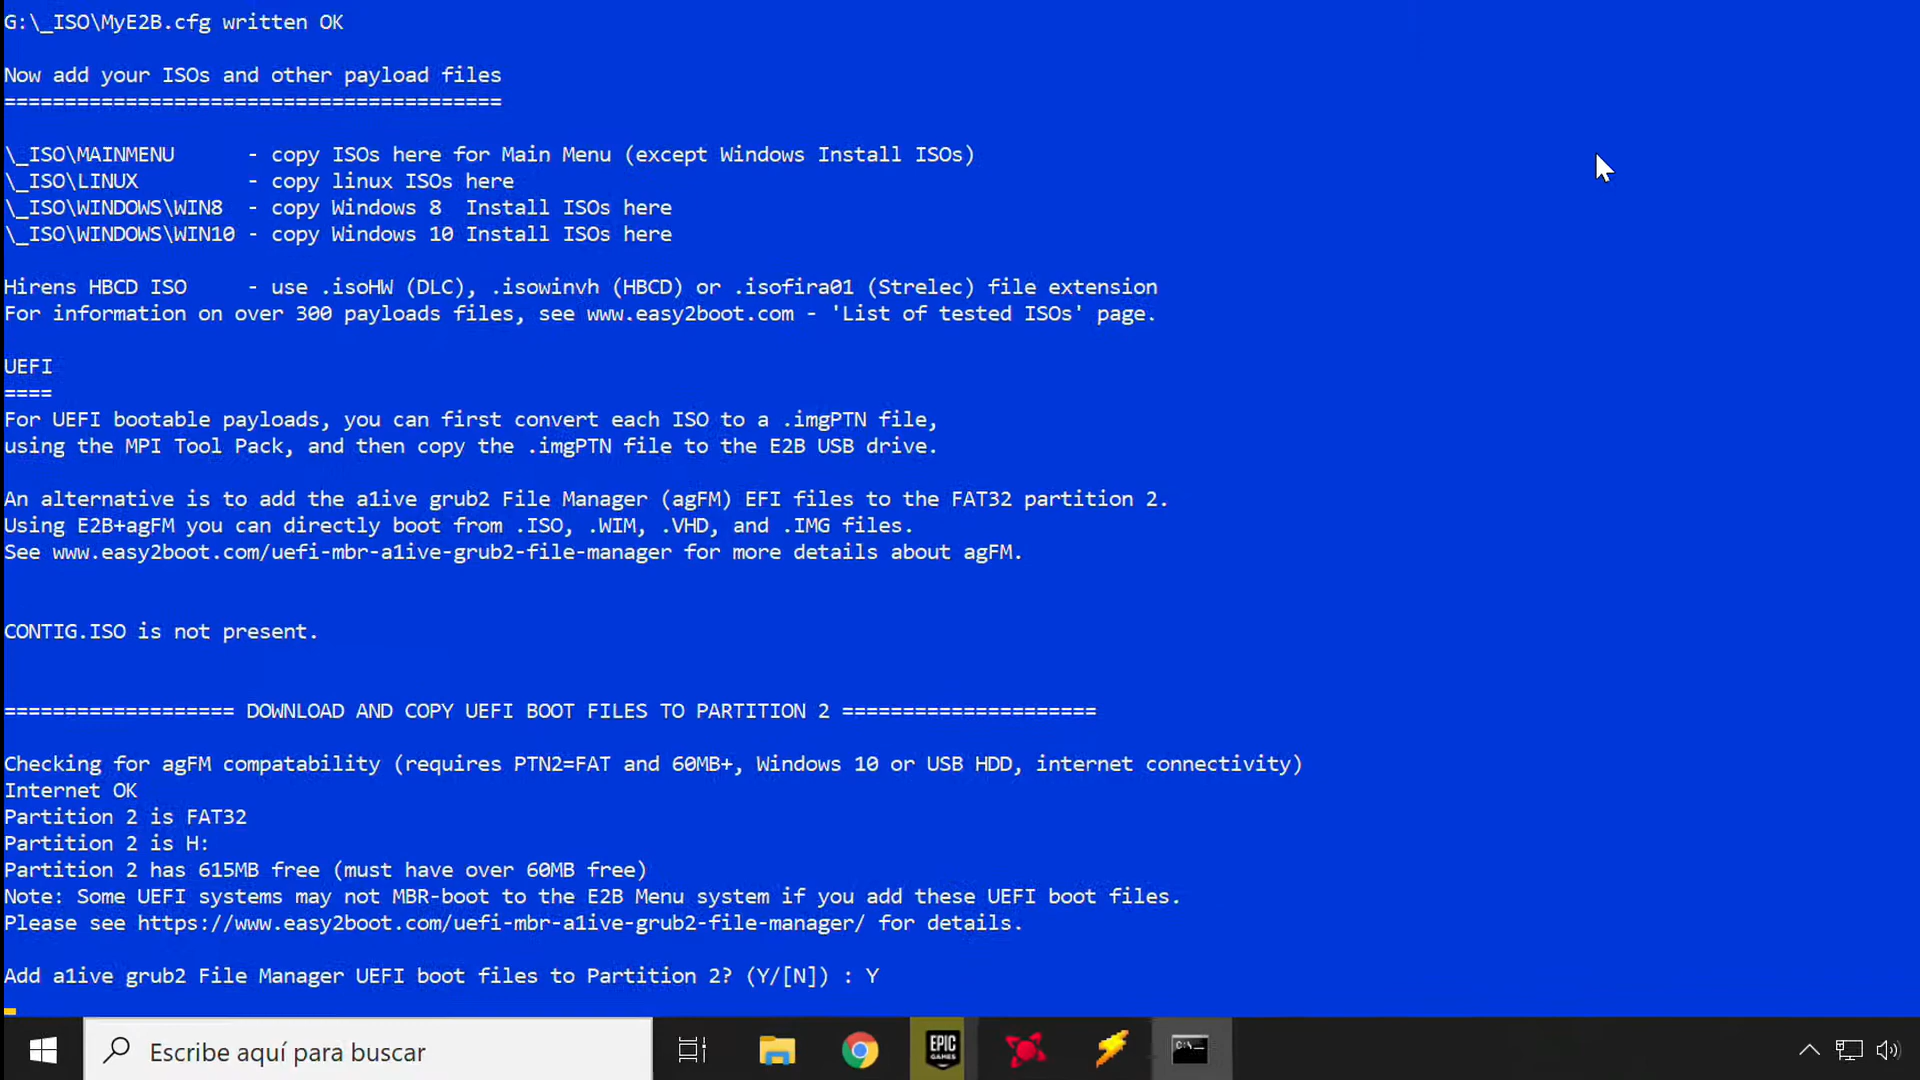 G:\_ISO\MyE2B.cfg written OK
Now add your ISOs and other payload files
=========================================
\_ISO\MAINMENU      - copy ISOs here for Main Menu (except Windows Install ISOs)
\_ISO\LINUX         - copy linux ISOs here
\_ISO\WINDOWS\WIN8  - copy Windows 8  Install ISOs here
\_ISO\WINDOWS\WIN10 - copy Windows 10 Install ISOs here
Hirens HBCD ISO     - use .isoHW (DLC), .isowinvh (HBCD) or .isofira01 (Strelec) file extension
For information on over 300 payloads files, see www.easy2boot.com - 'List of tested ISOs' page.
UEFI
====
For UEFI bootable payloads, you can first convert each ISO to a .imgPTN file,
using the MPI Tool Pack, and then copy the .imgPTN file to the E2B USB drive.
An alternative is to add the a1ive grub2 File Manager (agFM) EFI files to the FAT32 partition 2.
Using E2B+agFM you can directly boot from .ISO, .WIM, .VHD, and .IMG files.
See www.easy2boot.com/uefi-mbr-a1ive-grub2-file-manager for more details about agFM.
CONTIG.ISO is not present.
=================== DOWNLOAD AND COPY UEFI BOOT FILES TO PARTITION 2 =====================
Checking for agFM compatability (requires PTN2=FAT and 60MB+, Windows 10 or USB HDD, internet connectivity)
Internet OK
Partition 2 is FAT32
Partition 2 is H:
Partition 2 has 615MB free (must have over 60MB free)
Note: Some UEFI systems may not MBR-boot to the E2B Menu system if you add these UEFI boot files.
Please see https://www.easy2boot.com/uefi-mbr-a1ive-grub2-file-manager/ for details.
Add a1ive grub2 File Manager UEFI boot files to Partition 2? (Y/[N]) : Y
Escribe aquí para buscar
EPIC
GAMES
C:\_